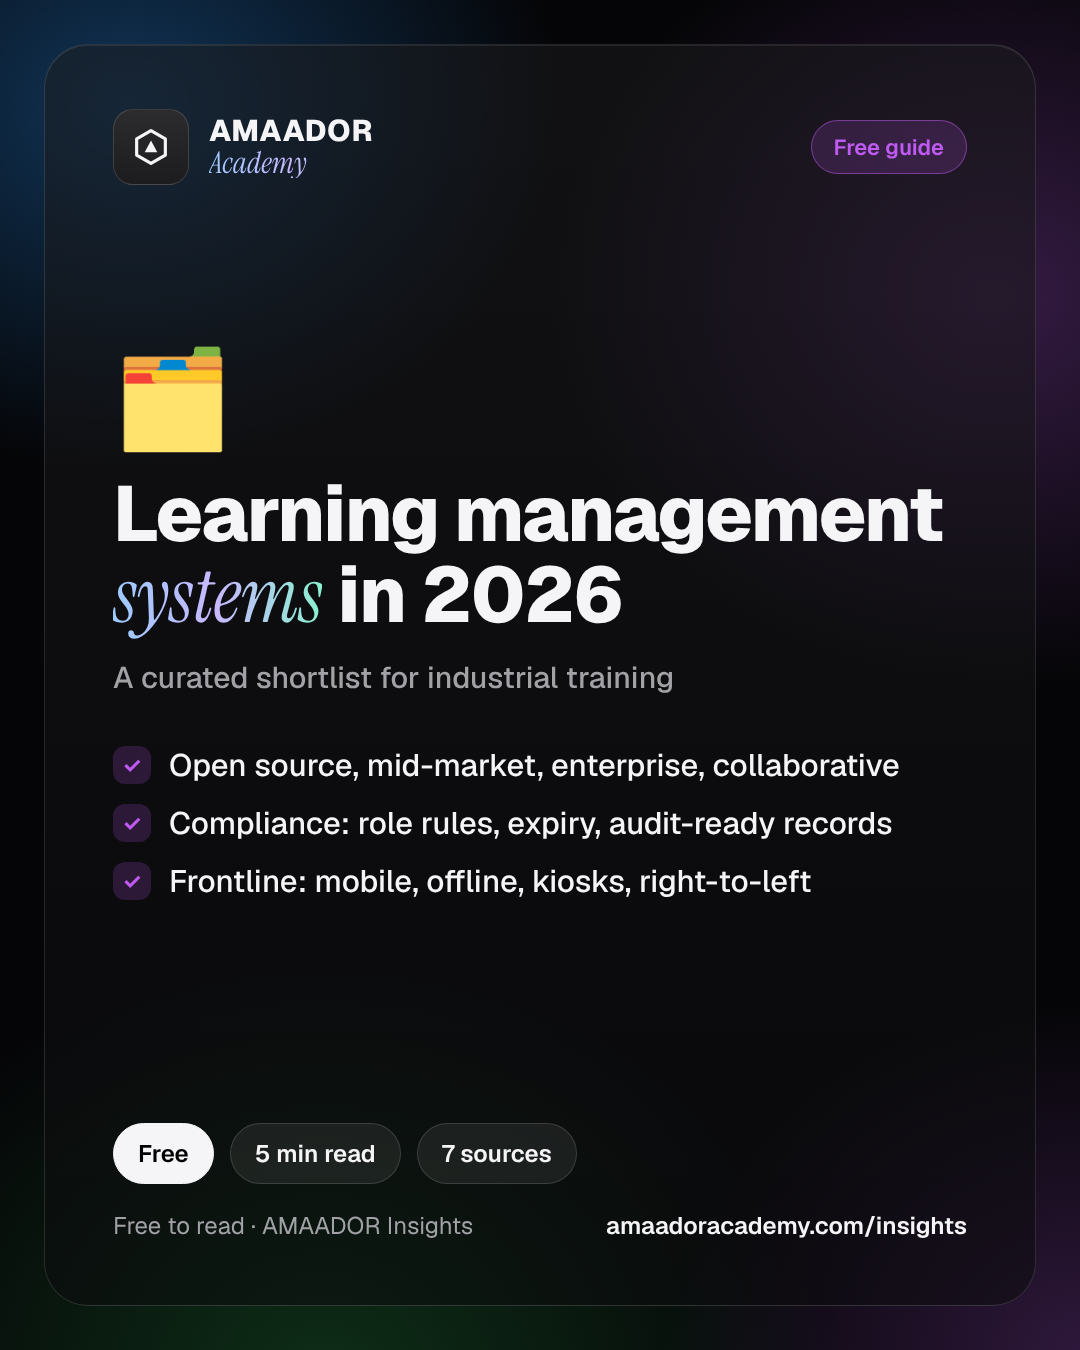 AMAADOR
Academy
Free guide
Learning management
systems in 2026
A curated shortlist for industrial training
Open source, mid-market, enterprise, collaborative
Compliance: role rules, expiry, audit-ready records
Frontline: mobile, offline, kiosks, right-to-left
Free
5 min read
7 sources
Free to read · AMAADOR Insights
amaadoracademy.com/insights